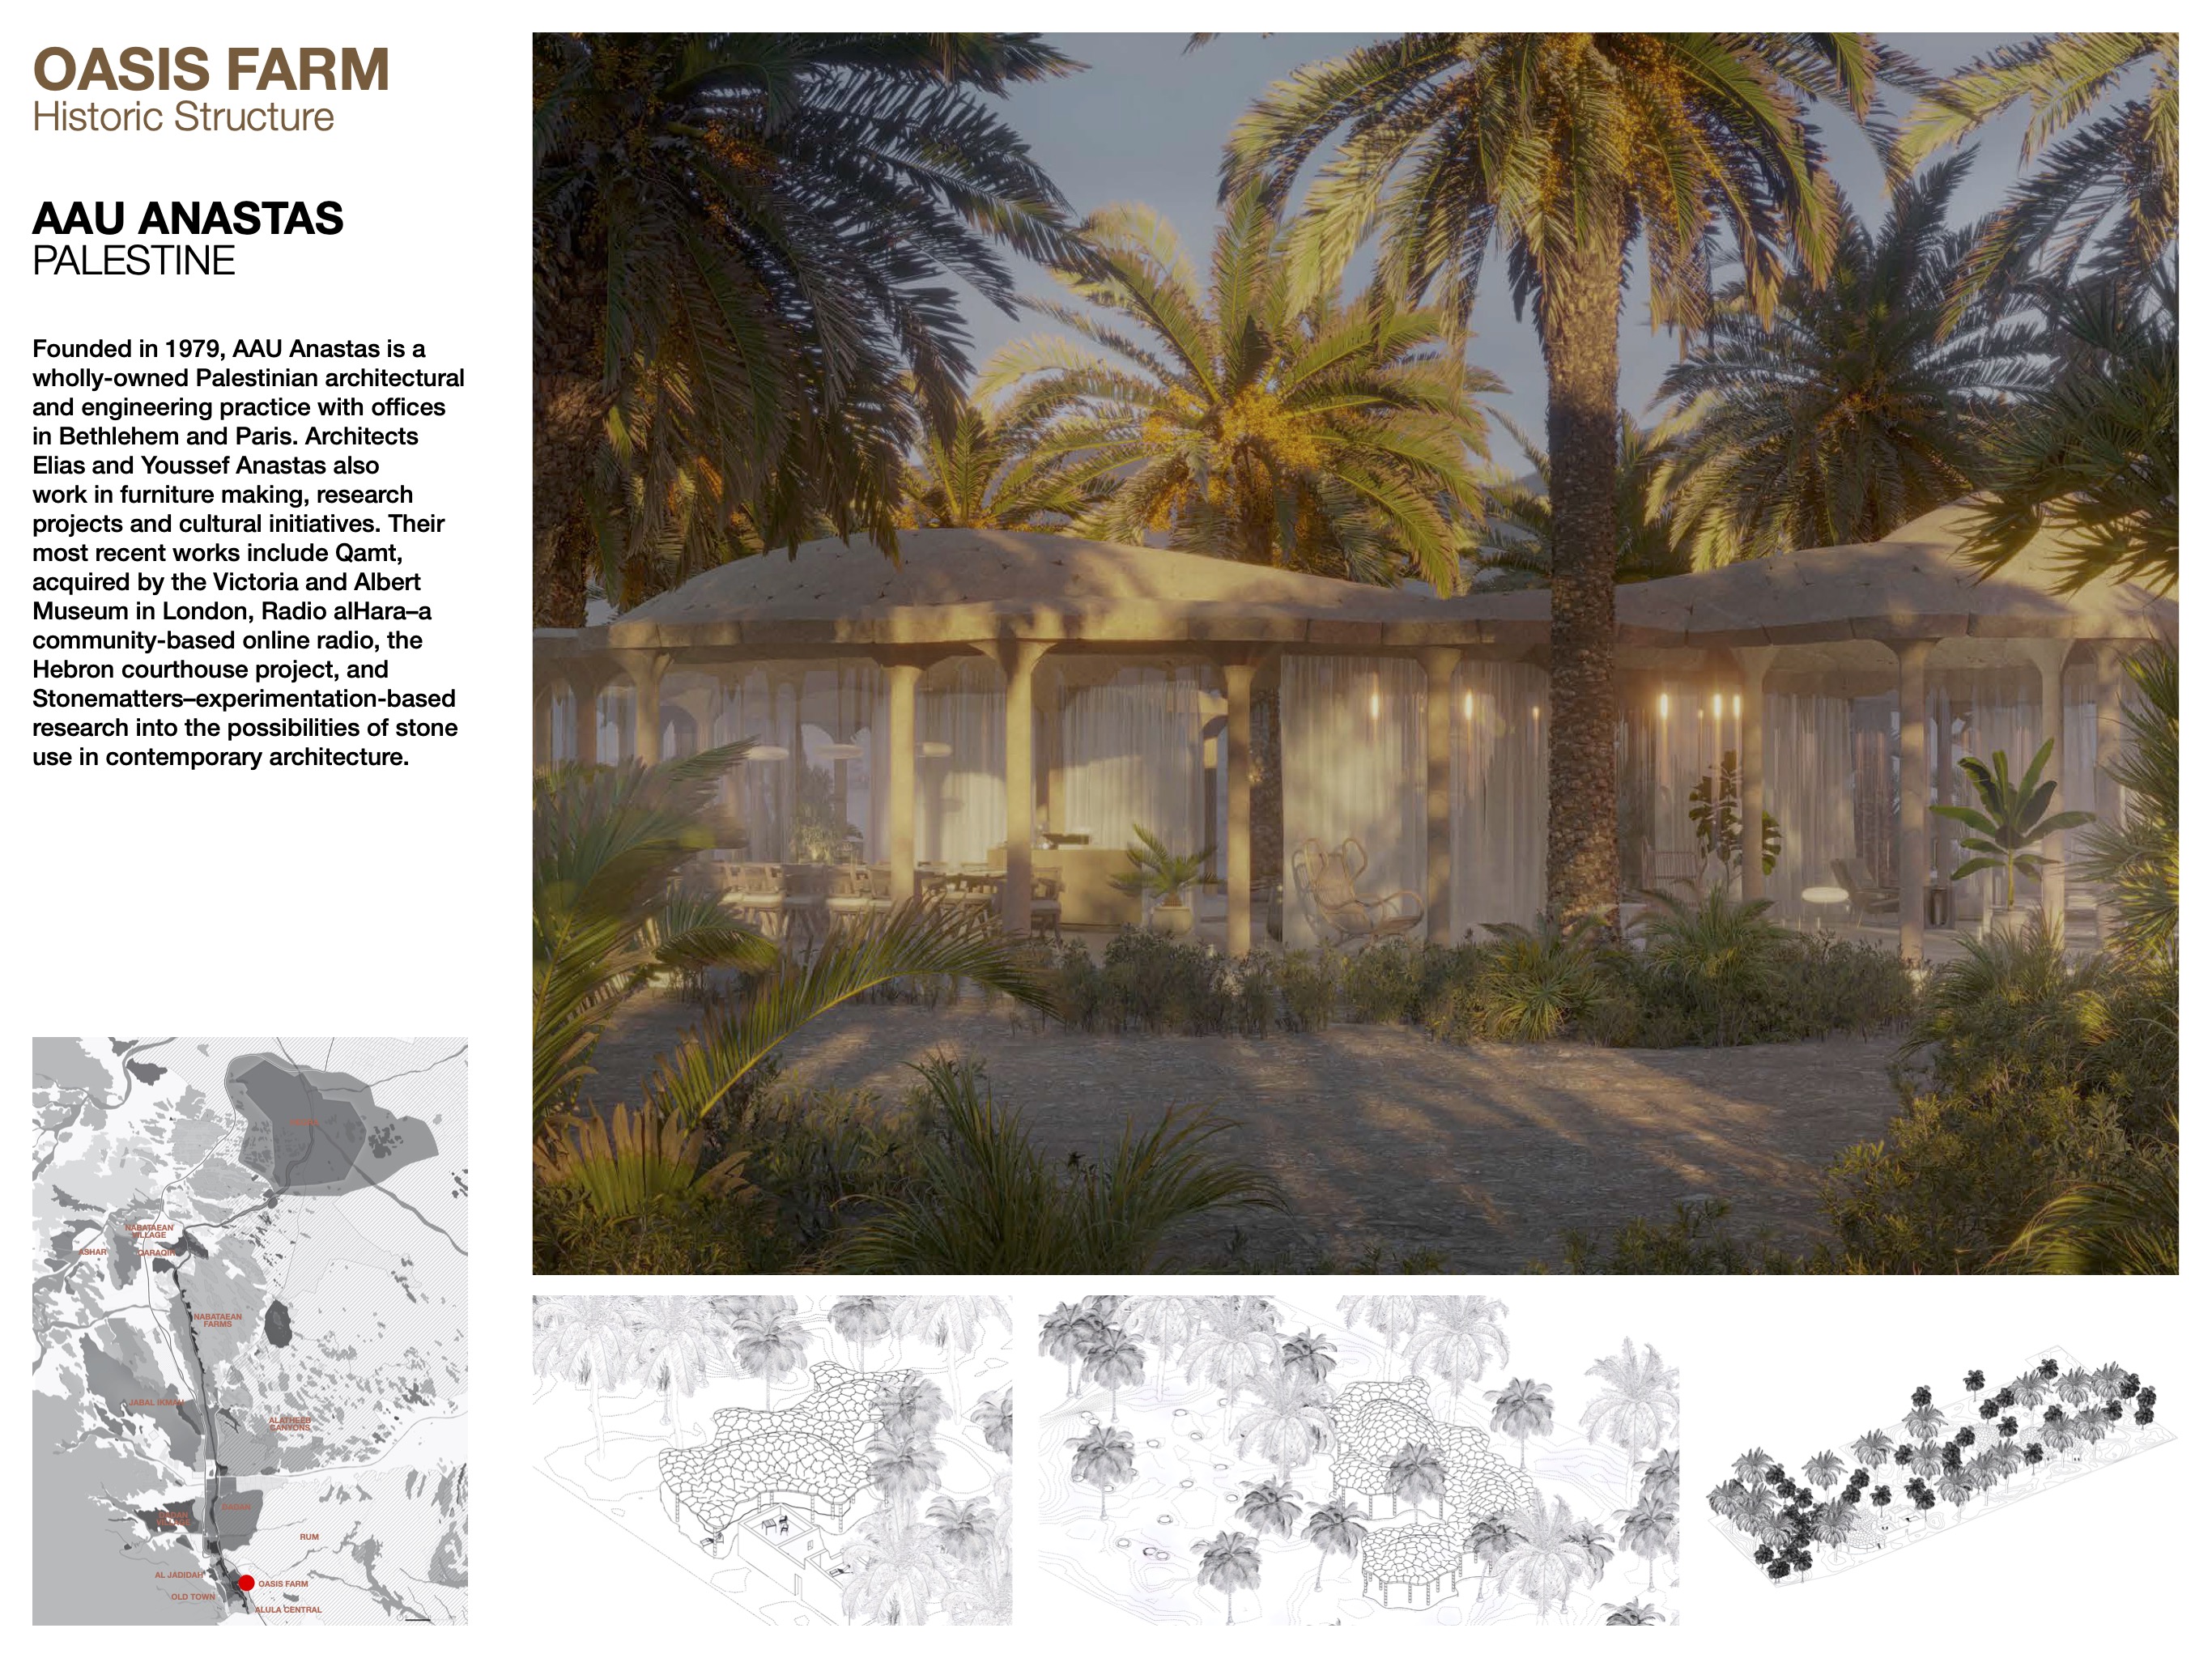 OASIS FARM
Historic Structure
AAU ANASTAS
PALESTINE
Founded in 1979, AAU Anastas is a
wholly-owned Palestinian architectural
and engineering practice with offices
in Bethlehem and Paris. Architects
Elias and Youssef Anastas also
work in furniture making, research
projects and cultural initiatives. Their
most recent works include Qamt,
acquired by the Victoria and Albert
Museum in London, Radio alHara–a
community-based online radio, the
Hebron courthouse project, and
Stonematters–experimentation-based
research into the possibilities of stone
use in contemporary architecture.
NABATAEAN
VILLAGE
ASHAR
QARAQIR
NABATAEAN
FARMS
JABAL IKMAH
ALATHEEB
CANYONS
DADAN
DADAN
VILLAGE
RUM
AL JADIDAH
OASIS FARM
OLD TOWN
ALULA CENTRAL